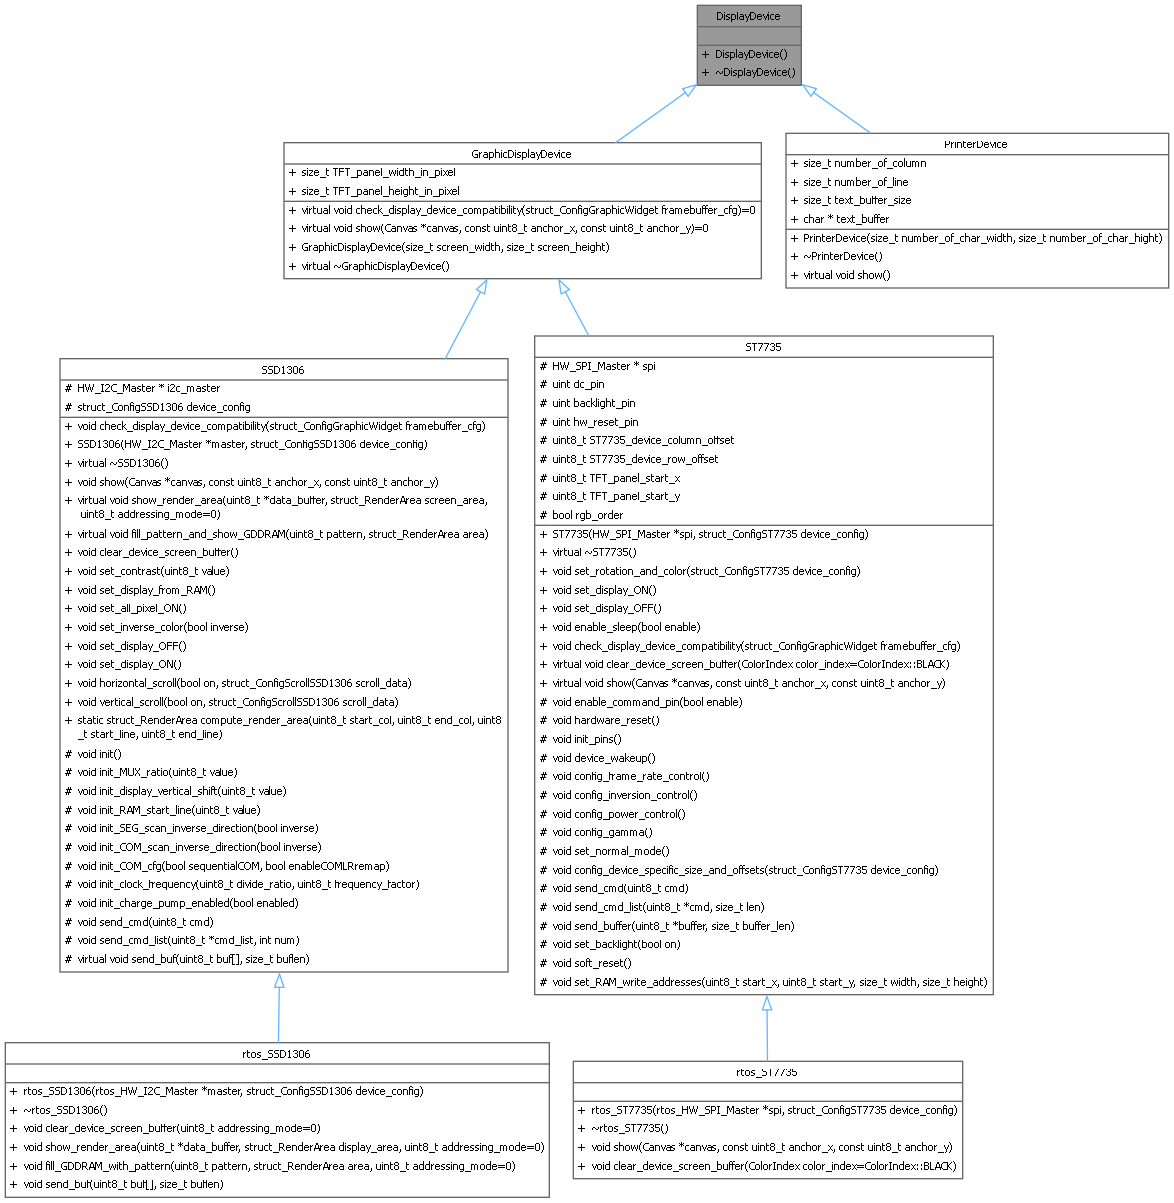 DisplayDevice
+ DisplayDevice()
+ ~DisplayDevice()
GraphicDisplayDevice
+ size_t TFT_panel_width_in_pixel
+ size_t TFT_panel_height_in_pixel
+ virtual void check_display_device_compatibility(struct_ConfigGraphicWidget framebuffer_cfg)=0
+ virtual void show(Canvas *canvas, const uint8_t anchor_x, const uint8_t anchor_y)=0
+ GraphicDisplayDevice(size_t screen_width, size_t screen_height)
+ virtual ~GraphicDisplayDevice()
PrinterDevice
+ size_t number_of_column
+ size_t number_of_line
+ size_t text_buffer_size
+ char * text_buffer
+ PrinterDevice(size_t number_of_char_width, size_t number_of_char_hight)
+ ~PrinterDevice()
+ virtual void show()
SSD1306
# HW_I2C_Master * i2c_master
# struct_ConfigSSD1306 device_config
+ void check_display_device_compatibility(struct_ConfigGraphicWidget framebuffer_cfg)
+ SSD1306(HW_I2C_Master *master, struct_ConfigSSD1306 device_config)
+ virtual ~SSD1306()
+ void show(Canvas *canvas, const uint8_t anchor_x, const uint8_t anchor_y)
+ virtual void show_render_area(uint8_t *data_buffer, struct_RenderArea screen_area,
uint8_t addressing_mode=0)
+ virtual void fill_pattern_and_show_GDDRAM(uint8_t pattern, struct_RenderArea area)
+ void clear_device_screen_buffer()
+ void set_contrast(uint8_t value)
+ void set_display_from_RAM()
+ void set_all_pixel_ON()
+ void set_inverse_color(bool inverse)
+ void set_display_OFF()
+ void set_display_ON()
+ void horizontal_scroll(bool on, struct_ConfigScrollSSD1306 scroll_data)
+ void vertical_scroll(bool on, struct_ConfigScrollSSD1306 scroll_data)
+ static struct_RenderArea compute_render_area(uint8_t start_col, uint8_t end_col, uint8
_t start_line, uint8_t end_line)
# void init()
# void init_MUX_ratio(uint8_t value)
# void init_display_vertical_shift(uint8_t value)
# void init_RAM_start_line(uint8_t value)
# void init_SEG_scan_inverse_direction(bool inverse)
# void init_COM_scan_inverse_direction(bool inverse)
# void init_COM_cfg(bool sequentialCOM, bool enableCOMLRremap)
# void init_clock_frequency(uint8_t divide_ratio, uint8_t frequency_factor)
# void init_charge_pump_enabled(bool enabled)
# void send_cmd(uint8_t cmd)
# void send_cmd_list(uint8_t *cmd_list, int num)
# virtual void send_buf(uint8_t buf[], size_t buflen)
ST7735
# HW_SPI_Master * spi
# uint dc_pin
# uint backlight_pin
# uint hw_reset_pin
# uint8_t ST7735_device_column_offset
# uint8_t ST7735_device_row_offset
# uint8_t TFT_panel_start_x
# uint8_t TFT_panel_start_y
# bool rgb_order
+ ST7735(HW_SPI_Master *spi, struct_ConfigST7735 device_config)
+ virtual ~ST7735()
+ void set_rotation_and_color(struct_ConfigST7735 device_config)
+ void set_display_ON()
+ void set_display_OFF()
+ void enable_sleep(bool enable)
+ void check_display_device_compatibility(struct_ConfigGraphicWidget framebuffer_cfg)
+ virtual void clear_device_screen_buffer(ColorIndex color_index=ColorIndex::BLACK)
+ virtual void show(Canvas *canvas, const uint8_t anchor_x, const uint8_t anchor_y)
# void enable_command_pin(bool enable)
# void hardware_reset()
# void init_pins()
# void device_wakeup()
# void config_frame_rate_control()
# void config_inversion_control()
# void config_power_control()
# void config_gamma()
# void set_normal_mode()
# void config_device_specific_size_and_offsets(struct_ConfigST7735 device_config)
# void send_cmd(uint8_t cmd)
# void send_cmd_list(uint8_t *cmd, size_t len)
# void send_buffer(uint8_t *buffer, size_t buffer_len)
# void set_backlight(bool on)
# void soft_reset()
# void set_RAM_write_addresses(uint8_t start_x, uint8_t start_y, size_t width, size_t height)
rtos_SSD1306
+ rtos_SSD1306(rtos_HW_I2C_Master *master, struct_ConfigSSD1306 device_config)
+ ~rtos_SSD1306()
+ void clear_device_screen_buffer(uint8_t addressing_mode=0)
+ void show_render_area(uint8_t *data_buffer, struct_RenderArea display_area, uint8_t addressing_mode=0)
+ void fill_GDDRAM_with_pattern(uint8_t pattern, struct_RenderArea area, uint8_t addressing_mode=0)
+ void send_buf(uint8_t buf[], size_t buflen)
rtos_ST7735
+ rtos_ST7735(rtos_HW_SPI_Master *spi, struct_ConfigST7735 device_config)
+ ~rtos_ST7735()
+ void show(Canvas *canvas, const uint8_t anchor_x, const uint8_t anchor_y)
+ void clear_device_screen_buffer(ColorIndex color_index=ColorIndex::BLACK)